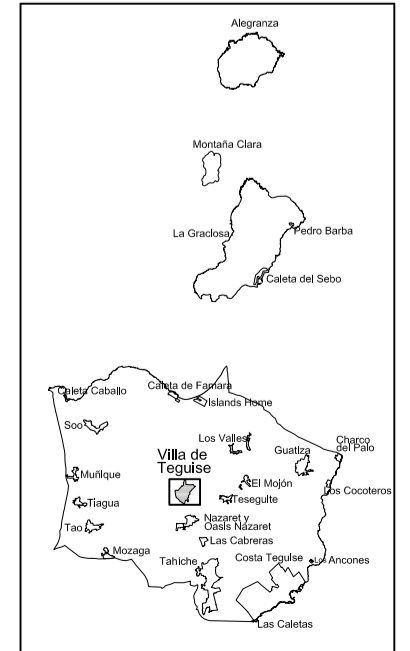 Alegranza
Montaña Clara
La Graciosa
Pedro Barba
Caleta del Sebo
Caleta Caballo
Caleta de Famara
Islands Home
Soo
Los Valles
Guatiza
Charco
del Palo
Villa de
Teguise
Muñique
El Mojón
Los Cocoteros
Tiagua
Teseguite
Tao
Nazaret y
Oasis Nazaret
Las Cabreras
Mozaga
Tahiche
Costa Teguise
Los Ancones
Las Caletas